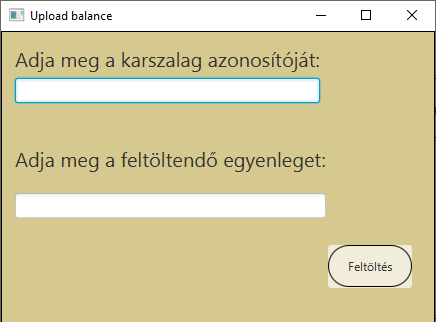 Upload balance
Adja meg a karszalag azonosítóját:
Adja meg a feltöltendő egyenleget:
Feltöltés